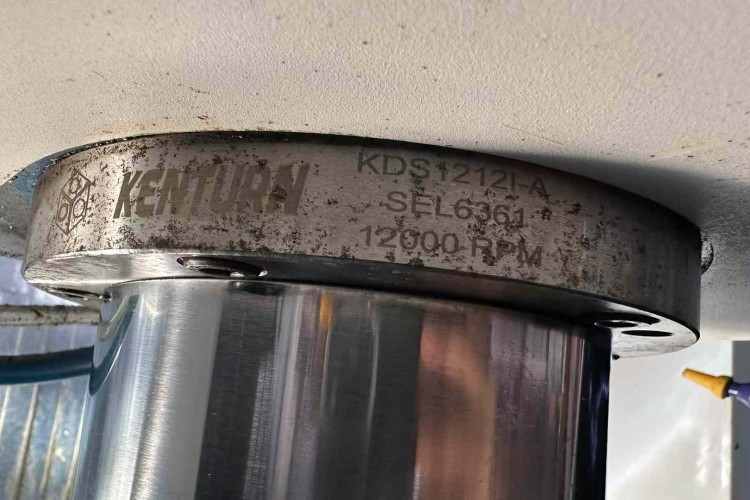 KENTURN
KDS1212I-A
SEL6361
12000 RPM